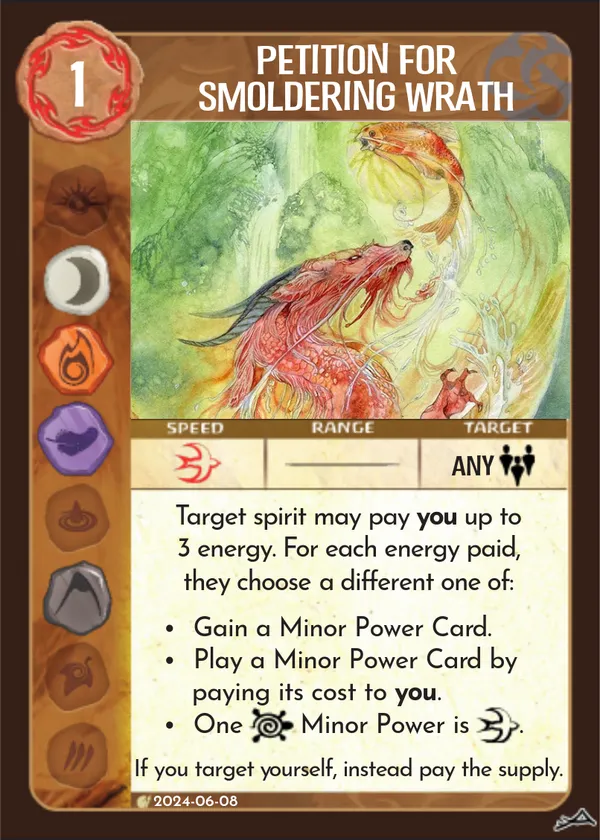 1
PETITION FOR
SMOLDERING WRATH
SPEED RANGE TARGET
ANY
Target spirit may pay you up to
3 energy. For each energy paid,
they choose a different one of:
• Gain a Minor Power Card.
• Play a Minor Power Card by
paying its cost to you.
• One Minor Power is .
If you target yourself, instead pay the supply.
2024-06-08